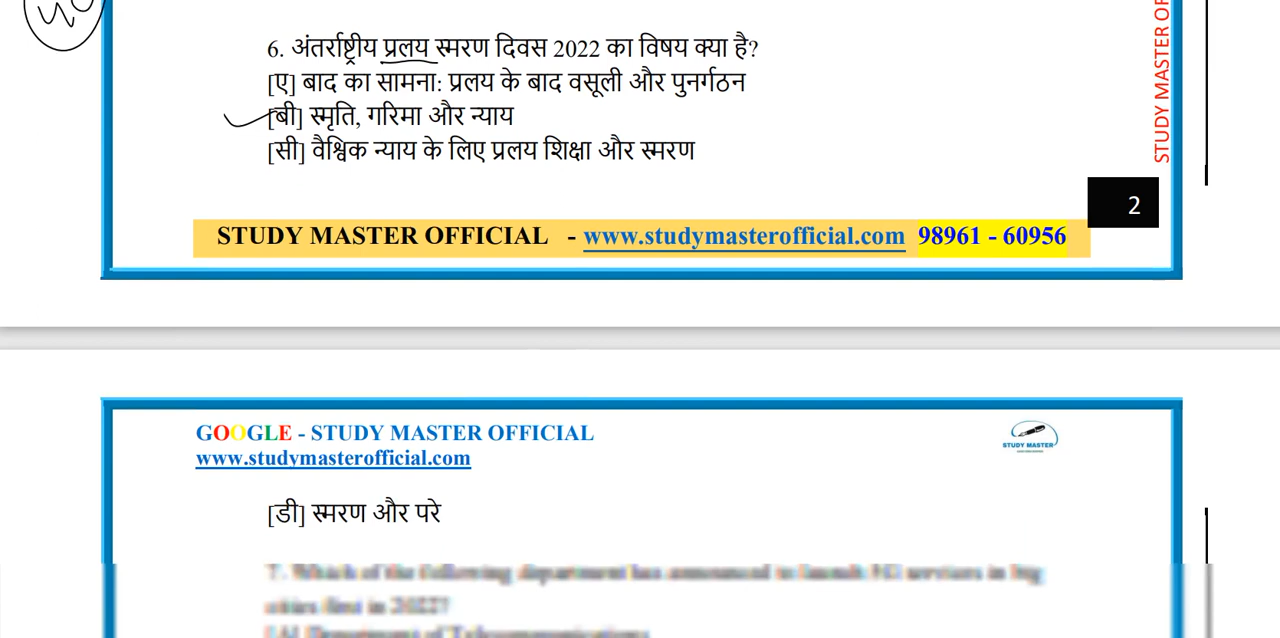 6. अंतर्राष्ट्रीय प्रलय स्मरण दिवस 2022 का विषय क्या है?
[ए] बाद का सामना: प्रलय के बाद वसूली और पुनर्गठन
[बी] स्मृति, गरिमा और न्याय
[सी] वैश्विक न्याय के लिए प्रलय शिक्षा और स्मरण
STUDY MASTER OF
2
STUDY MASTER OFFICIAL - www.studymasterofficial.com 98961 - 60956
GOOGLE - STUDY MASTER OFFICIAL
www.studymasterofficial.com
STUDY MASTER
[डी] स्मरण और परे